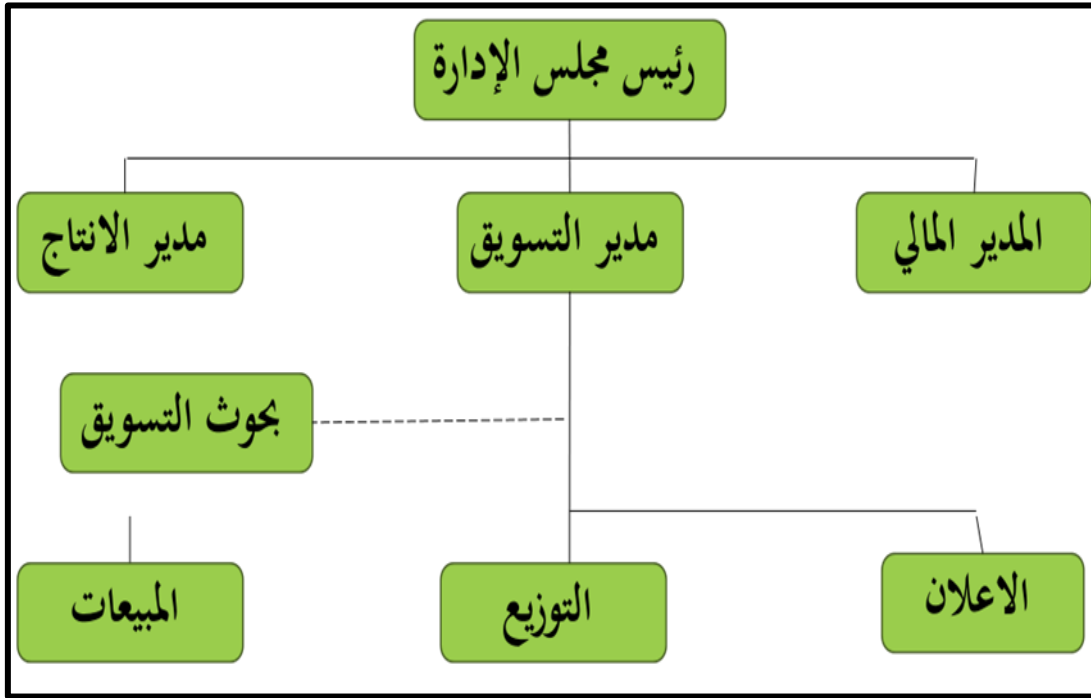 رئيس مجلس الإدارة
المدير المالي
مدير التسويق
مدير الانتاج
بحوث التسويق
الاعلان
التوزيع
المبيعات